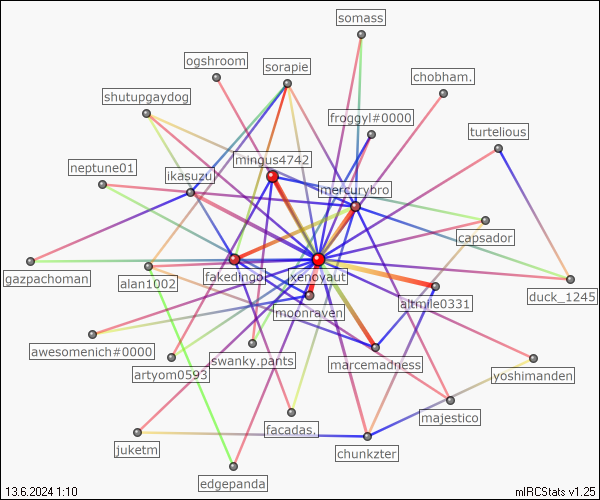 somass
ogshroom
sorapie
chobham.
shutupgaydog
froggyl#0000
turtelious
mingus4742
neptune01
ikasuzu
mercurybro
capsador
gazpachoman
alan1002
fakedingo
xenovaut
duck_1245
altmile0331
moonraven
awesomenich#0000
swanky.pants
marcemadness
artyom0593
yoshimanden
majestico
facadas.
juketm
chunkzter
edgepanda
13.6.2024 1:10
mIRCStats v1.25